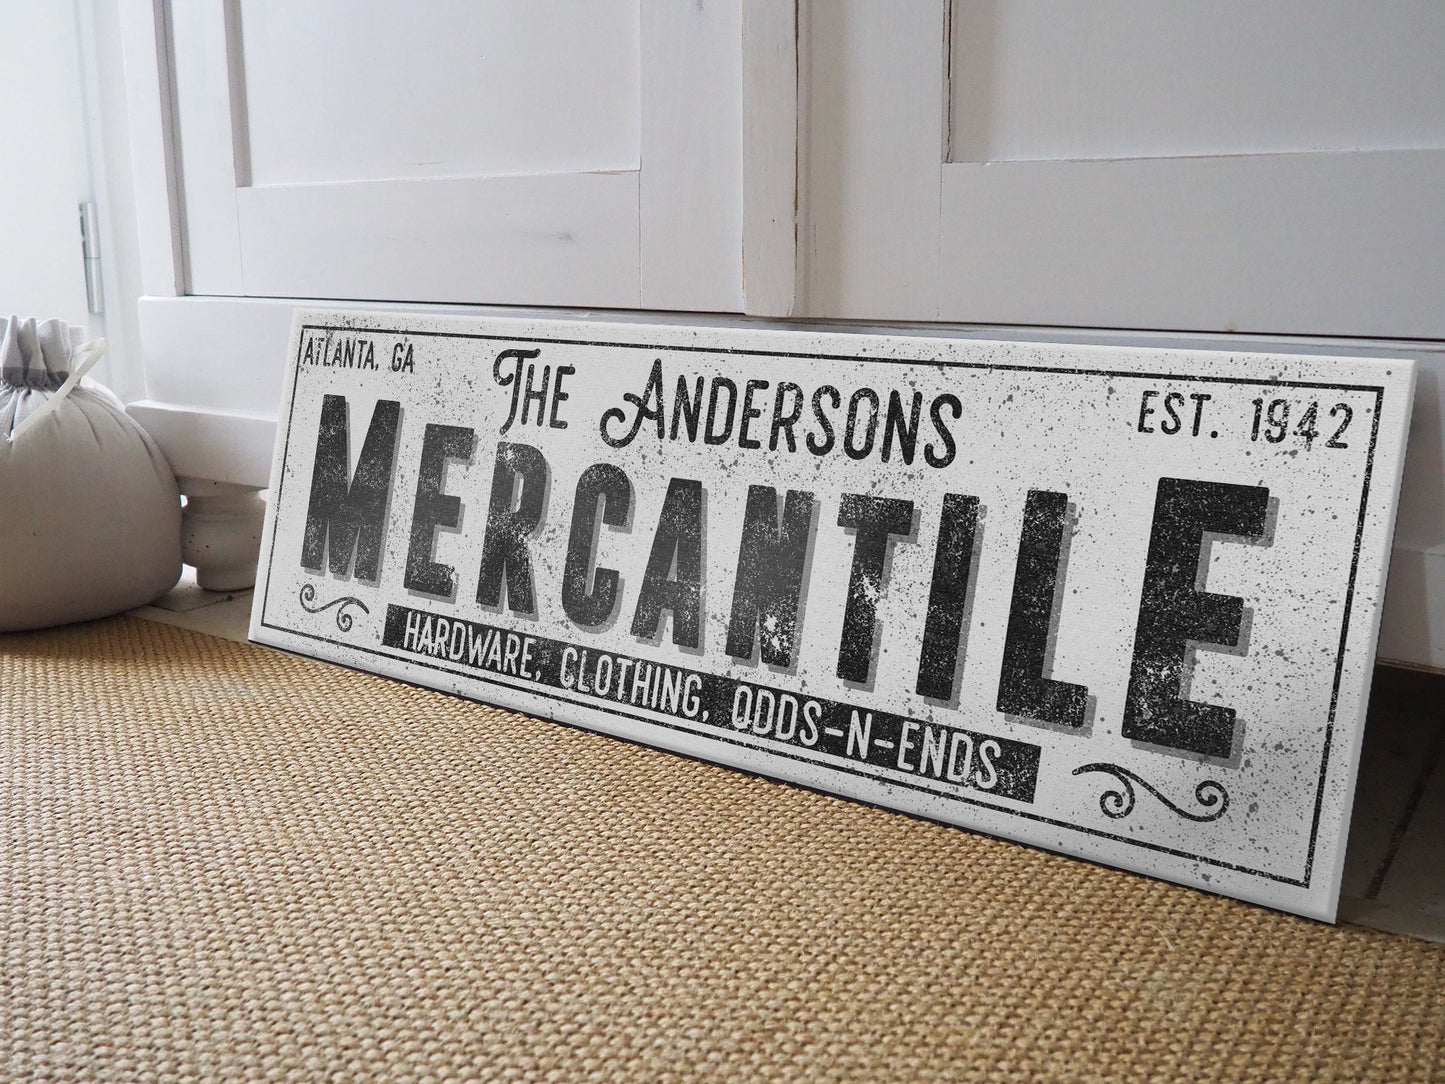 ATLANTA, GA
THE ANDERSONS
EST. 1942
MERCANTILE
HARDWARE, CLOTHING, ODDS-N-ENDS